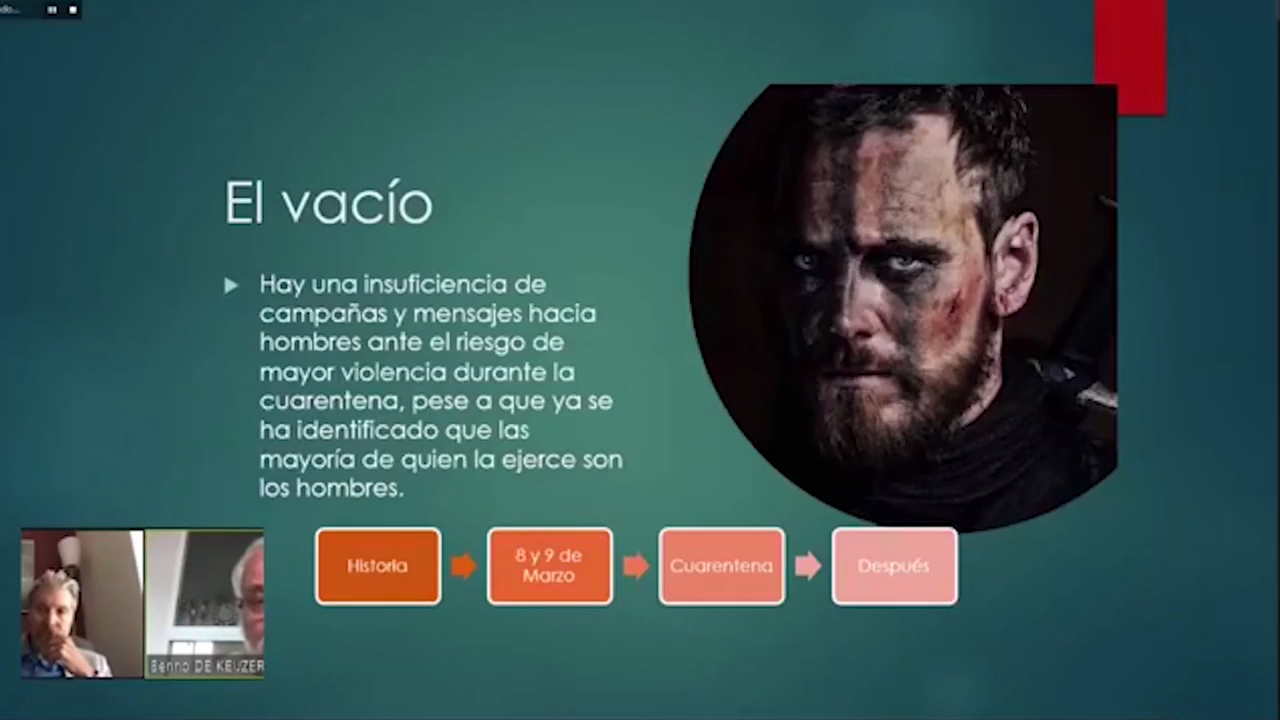 El vacío
Hay una insuficiencia de
campañas y mensajes hacia
hombres ante el riesgo de
mayor violencia durante la
cuarentena, pese a que ya se
ha identificado que las
mayoría de quien la ejerce son
los hombres.
Historia
8 y 9 de
Marzo
Cuarentena
Después
Benno DE KEIJZER